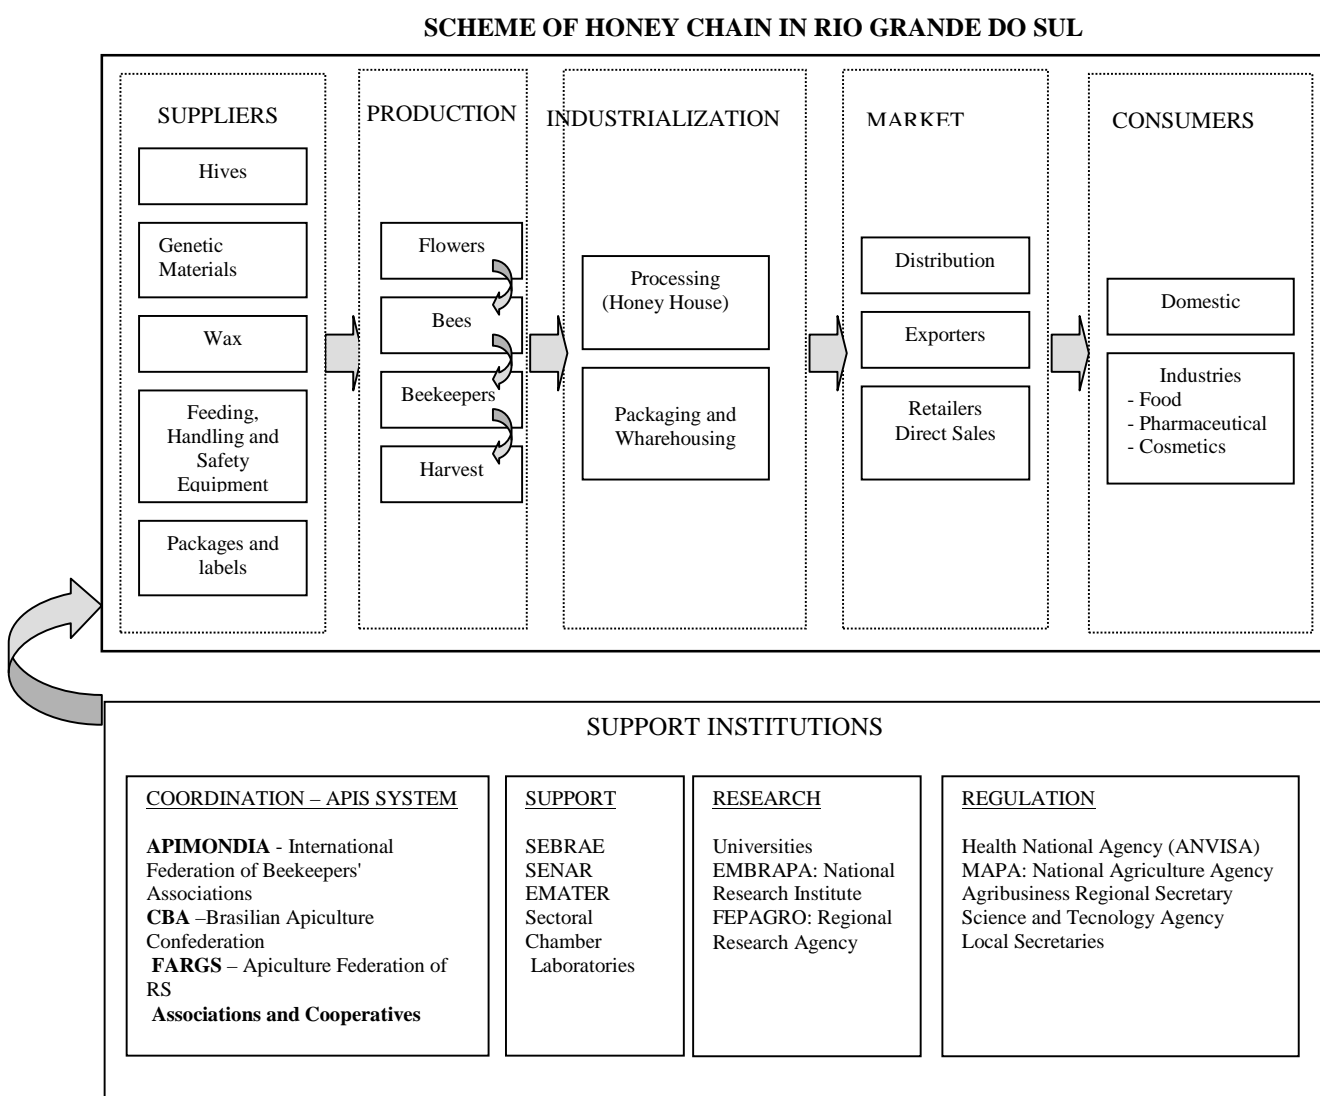 SCHEME OF HONEY CHAIN IN RIO GRANDE DO SUL
SUPPLIERS
Hives
Genetic
Materials
Wax
Feeding,
Handling and
Safety
Equipment
Packages and
labels
PRODUCTION
Flowers
Bees
Beekeepers
Harvest
INDUSTRIALIZATION
Processing
(Honey House)
Packaging and
Wharehousing
MARKET
Distribution
Exporters
Retailers
Direct Sales
CONSUMERS
Domestic
Industries
- Food
- Pharmaceutical
- Cosmetics
SUPPORT INSTITUTIONS
COORDINATION – APIS SYSTEM
APIMONDIA - International
Federation of Beekeepers'
Associations
CBA –Brasilian Apiculture
Confederation
FARGS – Apiculture Federation of
RS
Associations and Cooperatives
SUPPORT
SEBRAE
SENAR
EMATER
Sectoral
Chamber
Laboratories
RESEARCH
Universities
EMBRAPA: National
Research Institute
FEPAGRO: Regional
Research Agency
REGULATION
Health National Agency (ANVISA)
MAPA: National Agriculture Agency
Agribusiness Regional Secretary
Science and Tecnology Agency
Local Secretaries